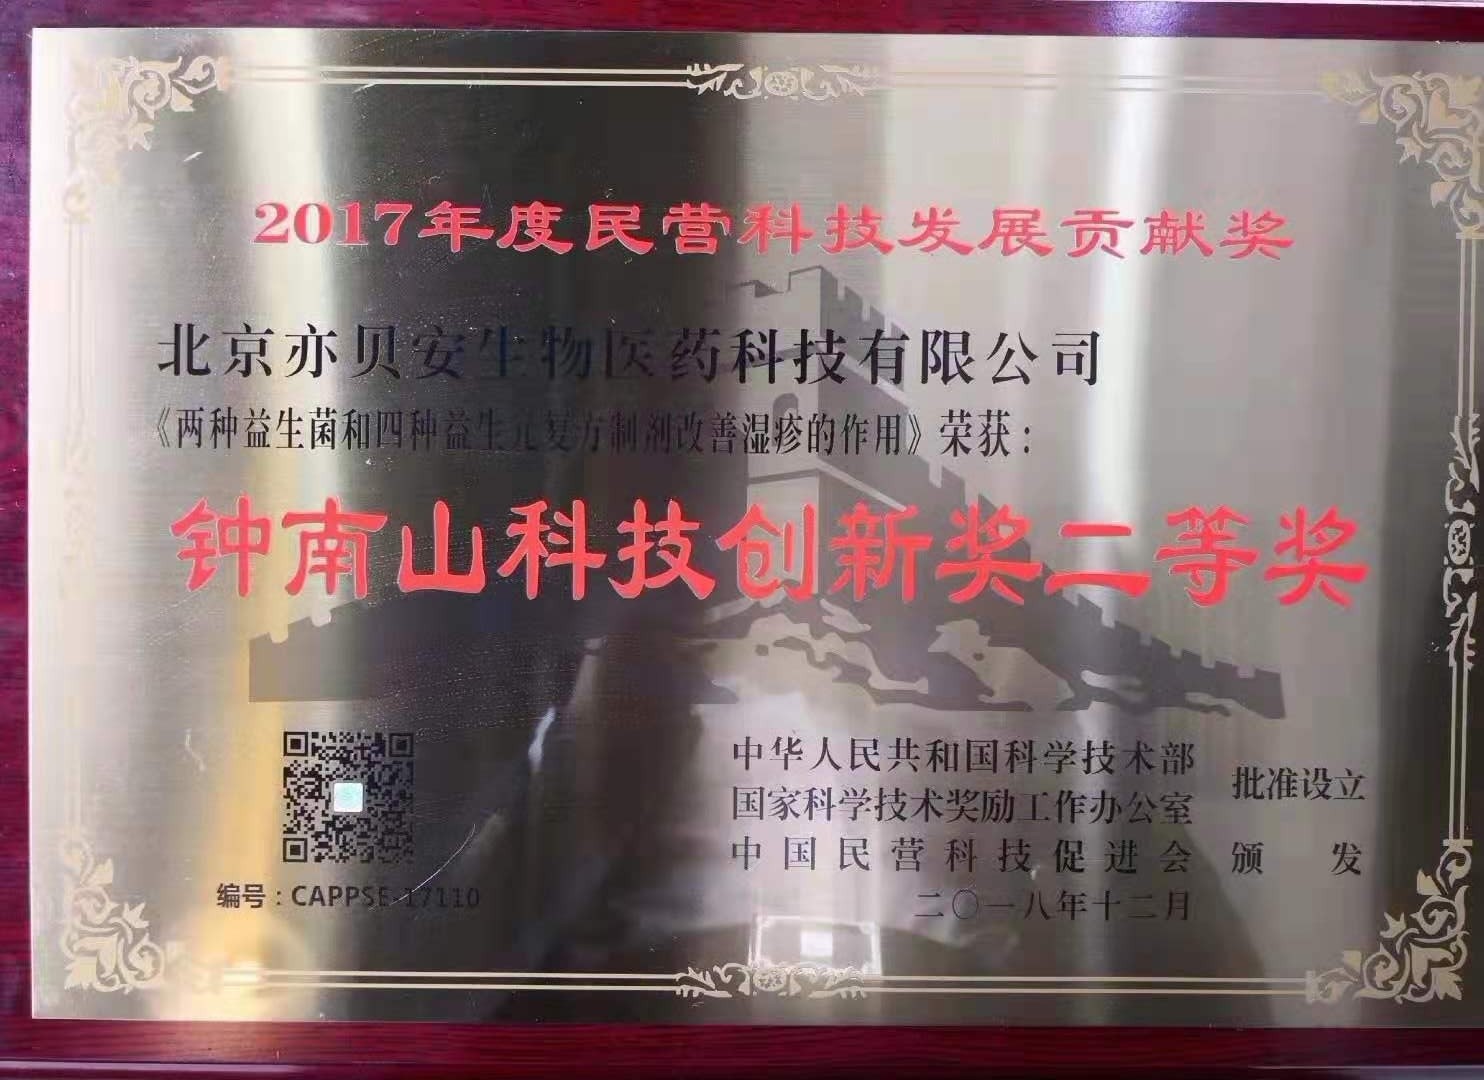 2017年度民营科技发展贡献奖
北京亦贝安生物医药科技有限公司
《两种益生菌和四种益生元复方制剂改善湿疹的作用》荣获：
钟南山科技创新奖二等奖
中华人民共和国科学技术部
国家科学技术奖励工作办公室 批准设立
中国民营科技促进会 颁发
二〇一八年十二月
编号：CAPPSE-17110